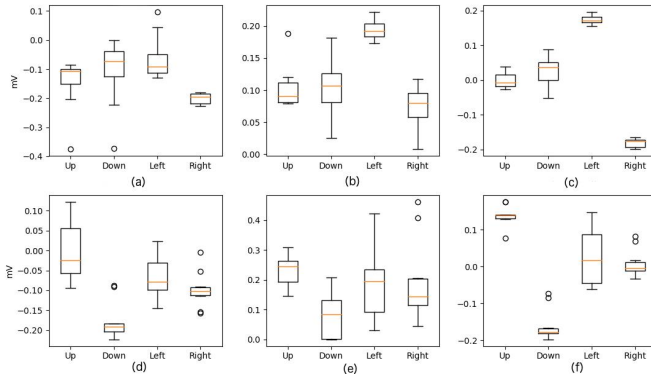 0.1
0.0
−0.1
−0.2
−0.3
−0.4
mV
Up Down Left Right
(a)
0.20
0.15
0.10
0.05
0.00
Up Down Left Right
(b)
0.2
0.1
0.0
−0.1
−0.2
Up Down Left Right
(c)
0.10
0.05
0.00
−0.05
−0.10
−0.15
−0.20
mV
Up Down Left Right
(d)
0.4
0.3
0.2
0.1
0.0
Up Down Left Right
(e)
0.1
0.0
−0.1
−0.2
Up Down Left Right
(f)